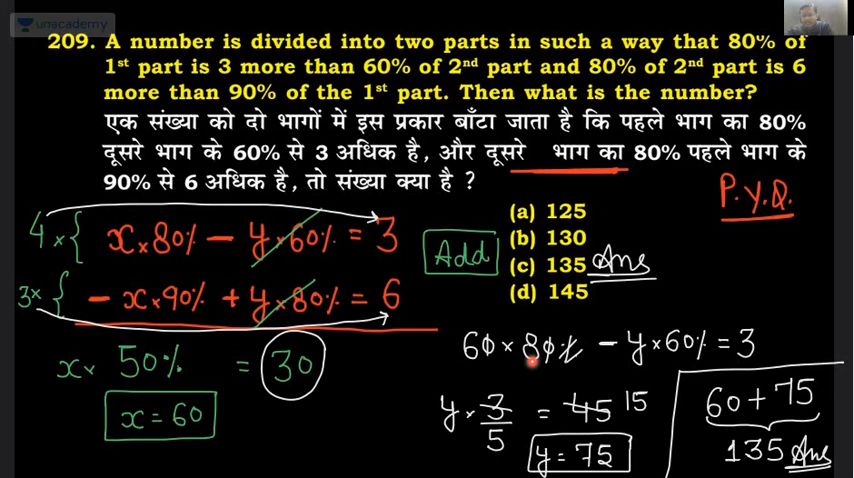 unacademy
209. A number is divided into two parts in such a way that 80% of
1st part is 3 more than 60% of 2nd part and 80% of 2nd part is 6
more than 90% of the 1st part. Then what is the number?
एक संख्या को दो भागों में इस प्रकार बाँटा जाता है कि पहले भाग का 80%
दूसरे भाग के 60% से 3 अधिक है, और दूसरे भाग का 80% पहले भाग के
90% से 6 अधिक है, तो संख्या क्या है ?
P.Y.Q.
4 × { x × 80% − y × 60% = 3
3 × { − x × 90% + y × 80% = 6
Add
x × 50% = 30
x = 60
(a) 125
(b) 130
(c) 135 Ans
(d) 145
60 × 80% − y × 60% = 3
y × 3/5 = 45 15
y = 75
60 + 75
135 Ans